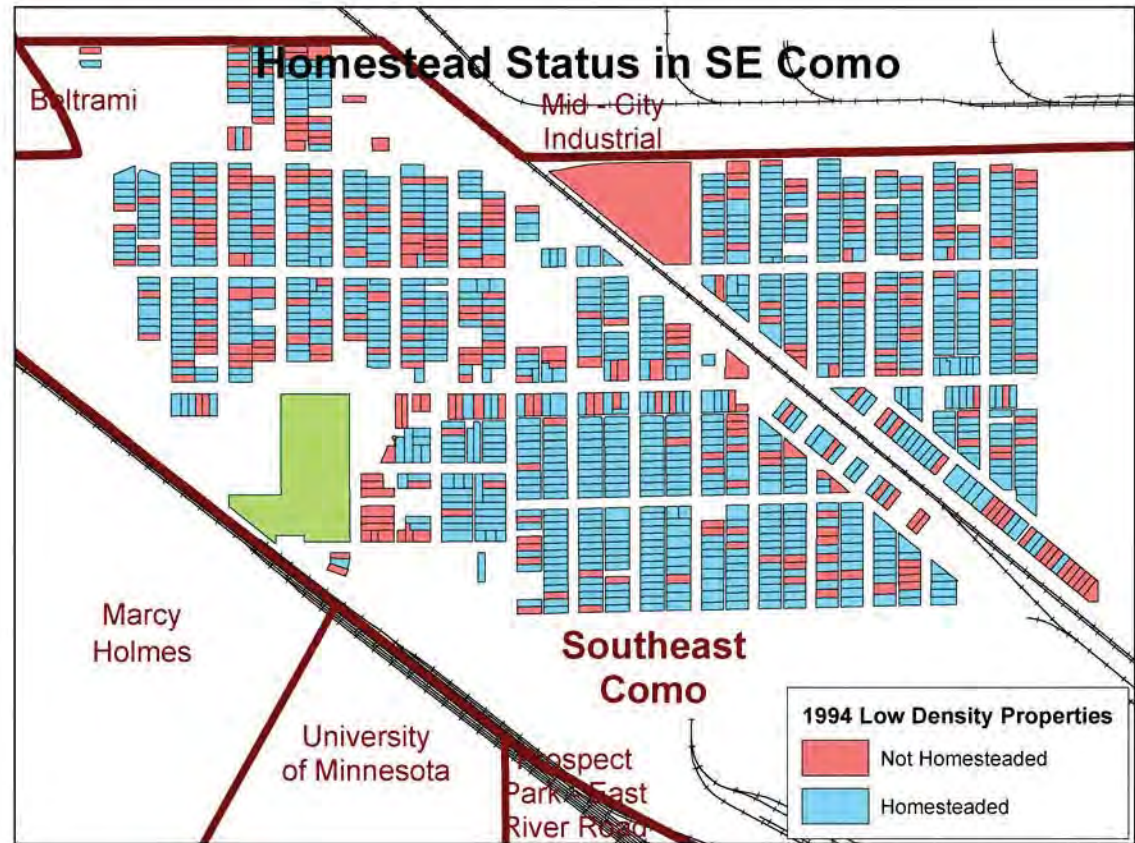 Homestead Status in SE Como
Beltrami
Mid - City
Industrial
Marcy
Holmes
Southeast
Como
University
of Minnesota
Prospect
Park - East
River Road
1994 Low Density Properties
Not Homesteaded
Homesteaded